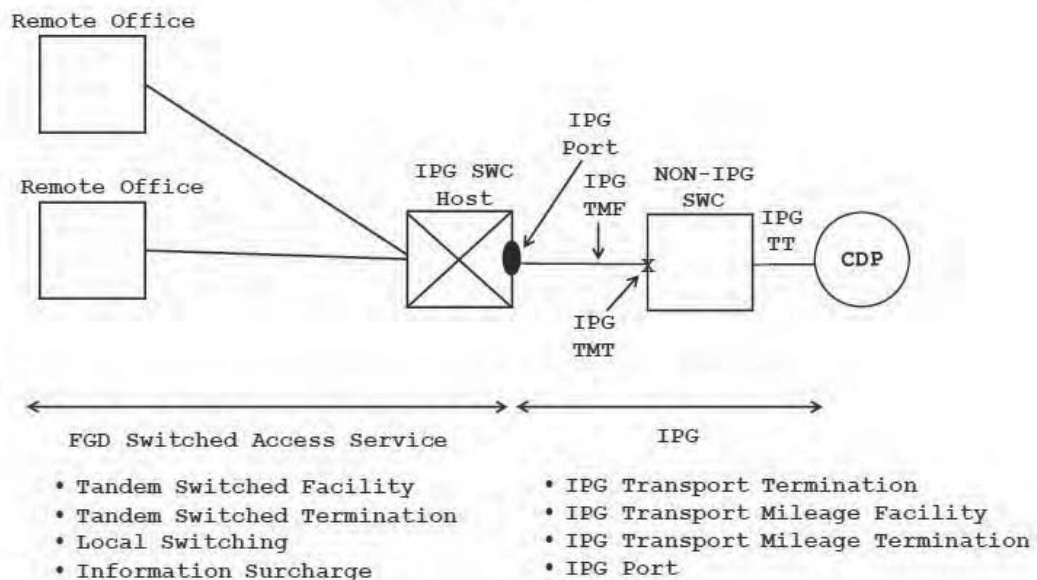 Remote Office
Remote Office
IPG SWC
Host
IPG
Port
IPG
TMF
NON-IPG
SWC
IPG
TT
CDP
X
IPG
TMT
FGD Switched Access Service
• Tandem Switched Facility
• Tandem Switched Termination
• Local Switching
• Information Surcharge
IPG
• IPG Transport Termination
• IPG Transport Mileage Facility
• IPG Transport Mileage Termination
• IPG Port